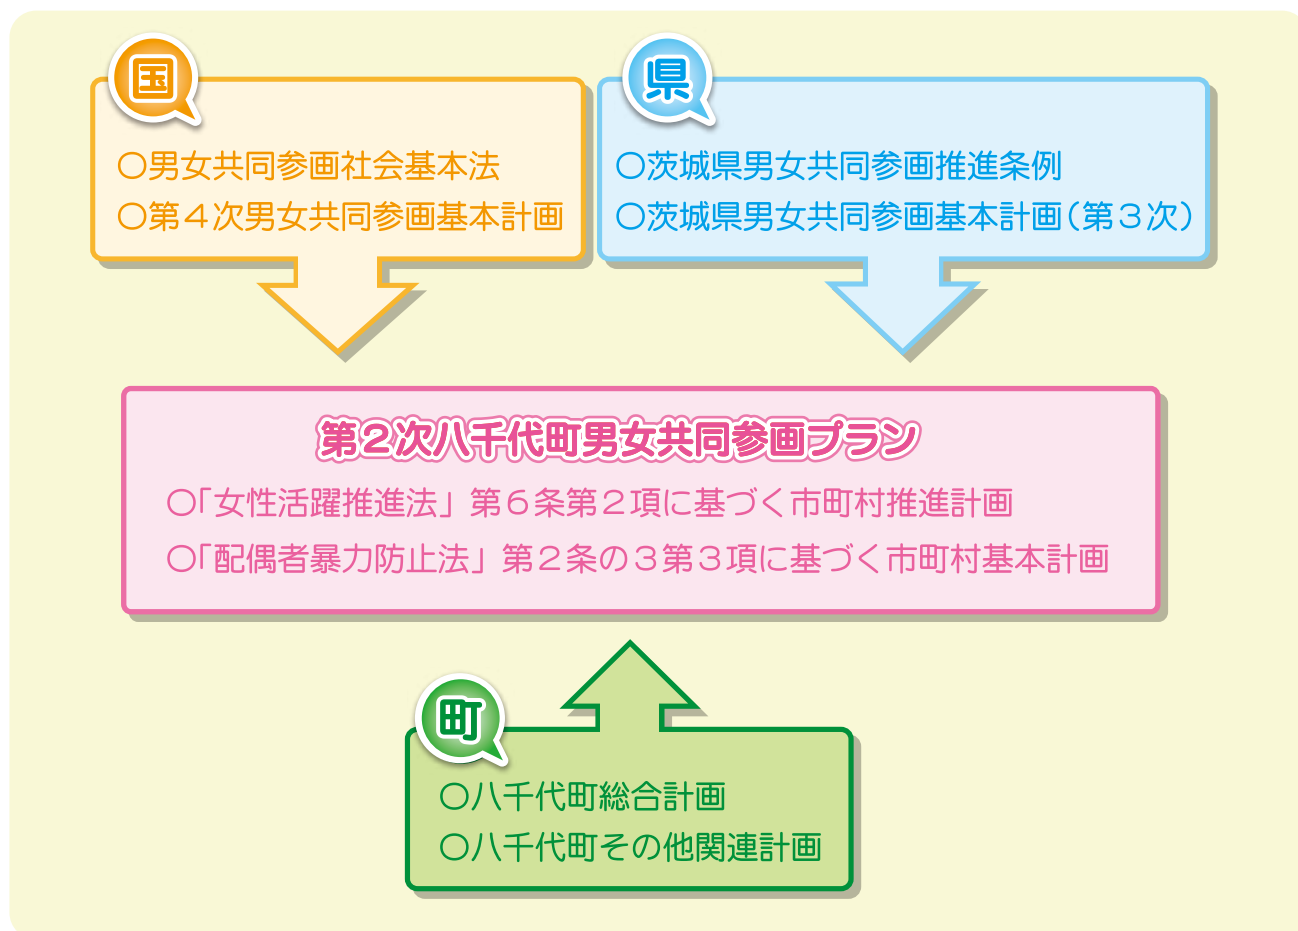 国
〇男女共同参画社会基本法
〇第４次男女共同参画基本計画
県
〇茨城県男女共同参画推進条例
〇茨城県男女共同参画基本計画（第３次）
第２次八千代町男女共同参画プラン
〇「女性活躍推進法」第６条第２項に基づく市町村推進計画
〇「配偶者暴力防止法」第２条の３第３項に基づく市町村基本計画
町
〇八千代町総合計画
〇八千代町その他関連計画